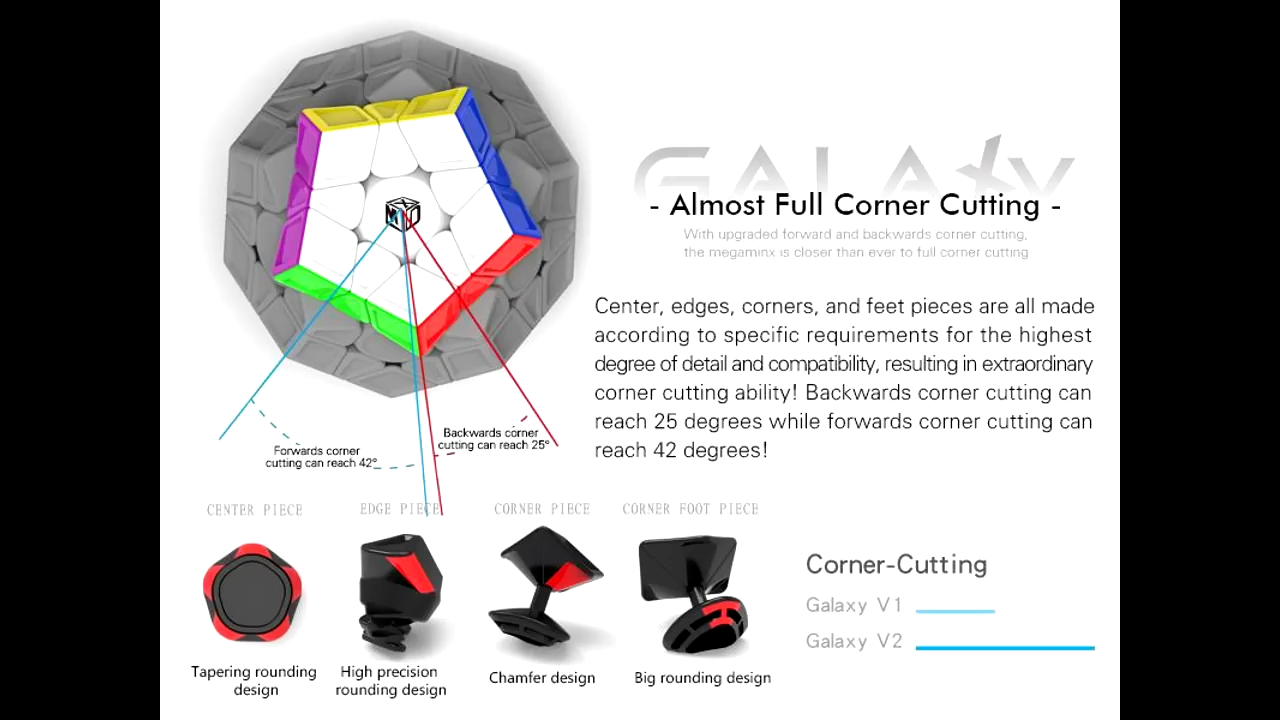 GALAXY
- Almost Full Corner Cutting -
With upgraded forward and backwards corner cutting,
the megaminx is closer than ever to full corner cutting
Center, edges, corners, and feet pieces are all made
according to specific requirements for the highest
degree of detail and compatibility, resulting in extraordinary
corner cutting ability! Backwards corner cutting can
reach 25 degrees while forwards corner cutting can
reach 42 degrees!
Forwards corner
cutting can reach 42°
Backwards corner
cutting can reach 25°
CENTER PIECE
EDGE PIECE
CORNER PIECE
CORNER FOOT PIECE
Tapering rounding
design
High precision
rounding design
Chamfer design
Big rounding design
Corner-Cutting
Galaxy V1
Galaxy V2